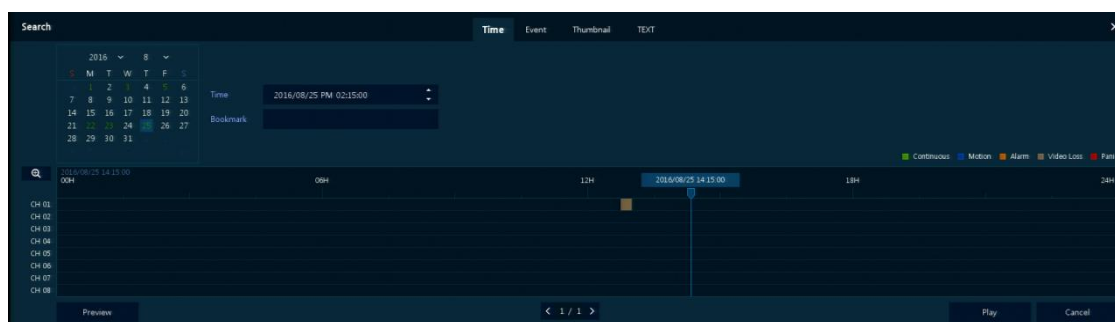 Search Time Event Thumbnail TEXT
2016 8
S M T W T F S
1 2 3 4 5 6
7 8 9 10 11 12 13
14 15 16 17 18 19 20
21 22 23 24 25 26 27
28 29 30 31
Time 2016/08/25 PM 02:15:00
Bookmark
Continuous Motion Alarm Video Loss Pani
2016/08/25 14:15:00
00H 06H 12H 2016/08/25 14:15:00 18H 24H
CH 01
CH 02
CH 03
CH 04
CH 05
CH 06
CH 07
CH 08
Preview < 1 / 1 > Play Cancel